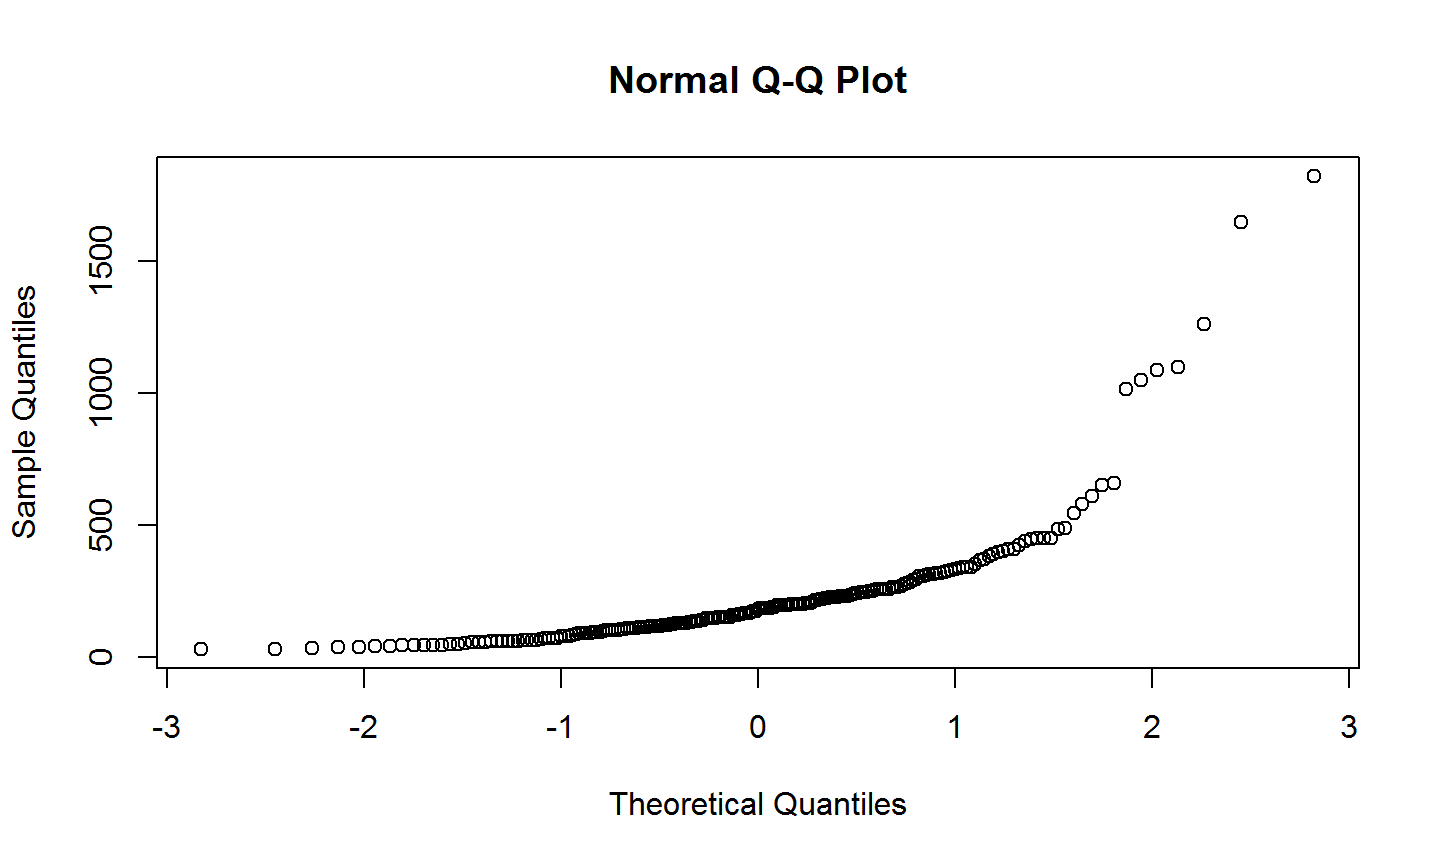 Normal Q-Q Plot
Sample Quantiles
1500
1000
500
0
-3 -2 -1 0 1 2 3
Theoretical Quantiles